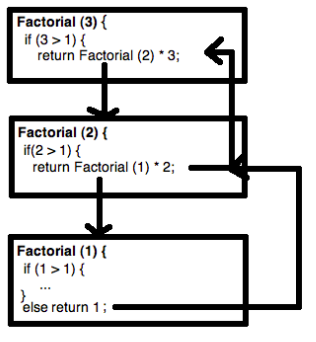 Factorial (3) {
if (3 > 1) {
return Factorial (2) * 3;
Factorial (2) {
if(2 > 1) {
return Factorial (1) * 2;
Factorial (1) {
if (1 > 1) {
...
}
else return 1 ;